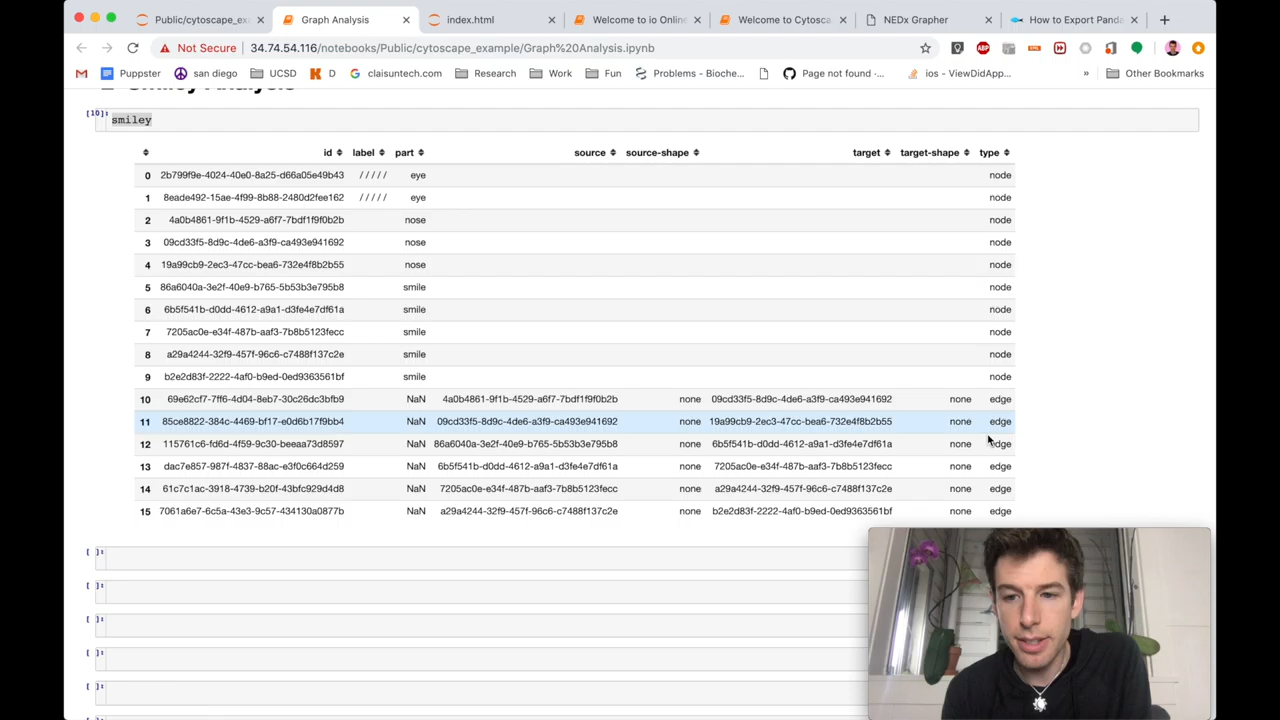 Public/cytoscape_exa
Graph Analysis
index.html
Welcome to io Online
Welcome to Cytosca
NEDx Grapher
How to Export Panda
Not Secure
34.74.54.116/notebooks/Public/cytoscape_example/Graph%20Analysis.ipynb
ABP
Puppster
san diego
UCSD
K
D
claisuntech.com
Research
Work
Fun
Problems - Bioche...
Page not found -...
ios - ViewDidApp...
»
Other Bookmarks
Smiley Analysis
[10]: smiley
id label part source source-shape target target-shape type
0 2b799f9e-4024-40e0-8a25-d66a05e49b43 ///// eye node
1 8eade492-15ae-4f99-8b88-2480d2fee162 ///// eye node
2 4a0b4861-9f1b-4529-a6f7-7bdf1f9f0b2b nose node
3 09cd33f5-8d9c-4de6-a3f9-ca493e941692 nose node
4 19a99cb9-2ec3-47cc-bea6-732e4f8b2b55 nose node
5 86a6040a-3e2f-40e9-b765-5b53b3e795b8 smile node
6 6b5f541b-d0dd-4612-a9a1-d3fe4e7df61a smile node
7 7205ac0e-e34f-487b-aaf3-7b8b5123fecc smile node
8 a29a4244-32f9-457f-96c6-c7488f137c2e smile node
9 b2e2d83f-2222-4af0-b9ed-0ed9363561bf smile node
10 69e62cf7-7ff6-4d04-8eb7-30c26dc3bfb9 NaN 4a0b4861-9f1b-4529-a6f7-7bdf1f9f0b2b none 09cd33f5-8d9c-4de6-a3f9-ca493e941692 none edge
11 85ce8822-384c-4469-bf17-e0d6b17f9bb4 NaN 09cd33f5-8d9c-4de6-a3f9-ca493e941692 none 19a99cb9-2ec3-47cc-bea6-732e4f8b2b55 none edge
12 115761c6-fd6d-4f59-9c30-beeaa73d8597 NaN 86a6040a-3e2f-40e9-b765-5b53b3e795b8 none 6b5f541b-d0dd-4612-a9a1-d3fe4e7df61a none edge
13 dac7e857-987f-4837-88ac-e3f0c664d259 NaN 6b5f541b-d0dd-4612-a9a1-d3fe4e7df61a none 7205ac0e-e34f-487b-aaf3-7b8b5123fecc none edge
14 61c7c1ac-3918-4739-b20f-43bfc929d4d8 NaN 7205ac0e-e34f-487b-aaf3-7b8b5123fecc none a29a4244-32f9-457f-96c6-c7488f137c2e none edge
15 7061a6e7-6c5a-43e3-9c57-434130a0877b NaN a29a4244-32f9-457f-96c6-c7488f137c2e none b2e2d83f-2222-4af0-b9ed-0ed9363561bf none edge
[ ]:
[ ]:
[ ]:
[ ]:
[ ]: